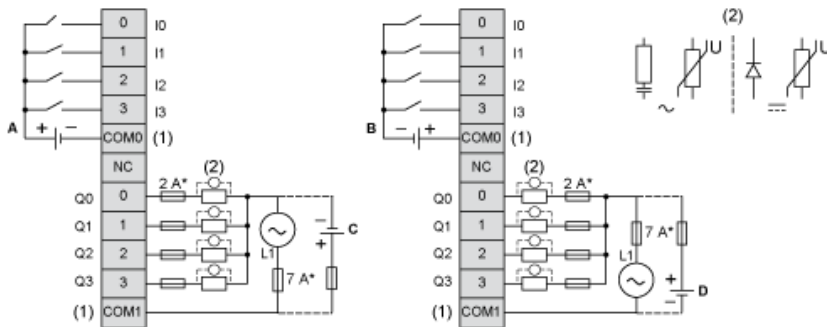 (2)
0 I0
1 I1
2 I2
3 I3
A + −
COM0 (1)
NC
(2)
2 A*
Q0 0
Q1 1
Q2 2
Q3 3
− C
+
L1
7 A*
(1) COM1
0 I0
1 I1
2 I2
3 I3
B − +
COM0 (1)
NC
(2)
2 A*
Q0 0
Q1 1
Q2 2
Q3 3
7 A*
L1
+
− D
(1) COM1
U
U